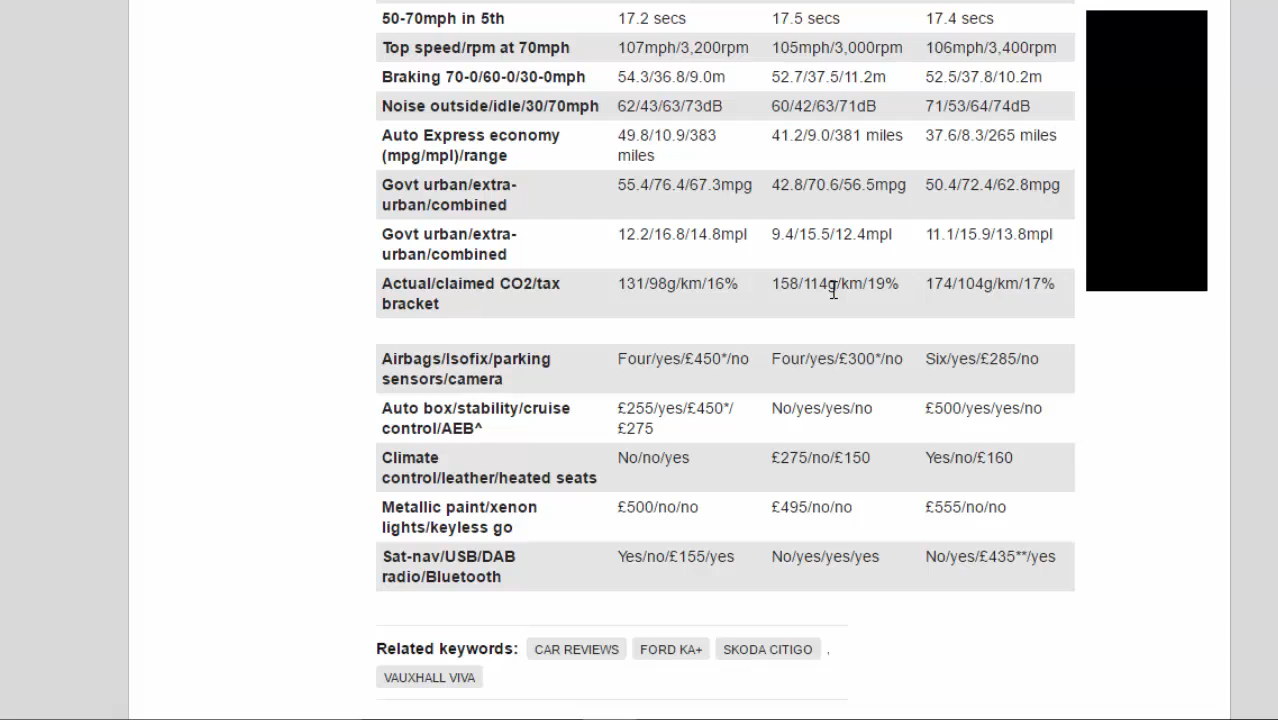 50-70mph in 5th 17.2 secs 17.5 secs 17.4 secs
Top speed/rpm at 70mph 107mph/3,200rpm 105mph/3,000rpm 106mph/3,400rpm
Braking 70-0/60-0/30-0mph 54.3/36.8/9.0m 52.7/37.5/11.2m 52.5/37.8/10.2m
Noise outside/idle/30/70mph 62/43/63/73dB 60/42/63/71dB 71/53/64/74dB
Auto Express economy 49.8/10.9/383 41.2/9.0/381 miles 37.6/8.3/265 miles
(mpg/mpl)/range miles
Govt urban/extra- 55.4/76.4/67.3mpg 42.8/70.6/56.5mpg 50.4/72.4/62.8mpg
urban/combined
Govt urban/extra- 12.2/16.8/14.8mpl 9.4/15.5/12.4mpl 11.1/15.9/13.8mpl
urban/combined
Actual/claimed CO2/tax 131/98g/km/16% 158/114g/km/19% 174/104g/km/17%
bracket
Airbags/Isofix/parking Four/yes/£450*/no Four/yes/£300*/no Six/yes/£285/no
sensors/camera
Auto box/stability/cruise £255/yes/£450*/ No/yes/yes/no £500/yes/yes/no
control/AEB^ £275
Climate No/no/yes £275/no/£150 Yes/no/£160
control/leather/heated seats
Metallic paint/xenon £500/no/no £495/no/no £555/no/no
lights/keyless go
Sat-nav/USB/DAB Yes/no/£155/yes No/yes/yes/yes No/yes/£435**/yes
radio/Bluetooth
Related keywords: CAR REVIEWS FORD KA+ SKODA CITIGO ,
VAUXHALL VIVA